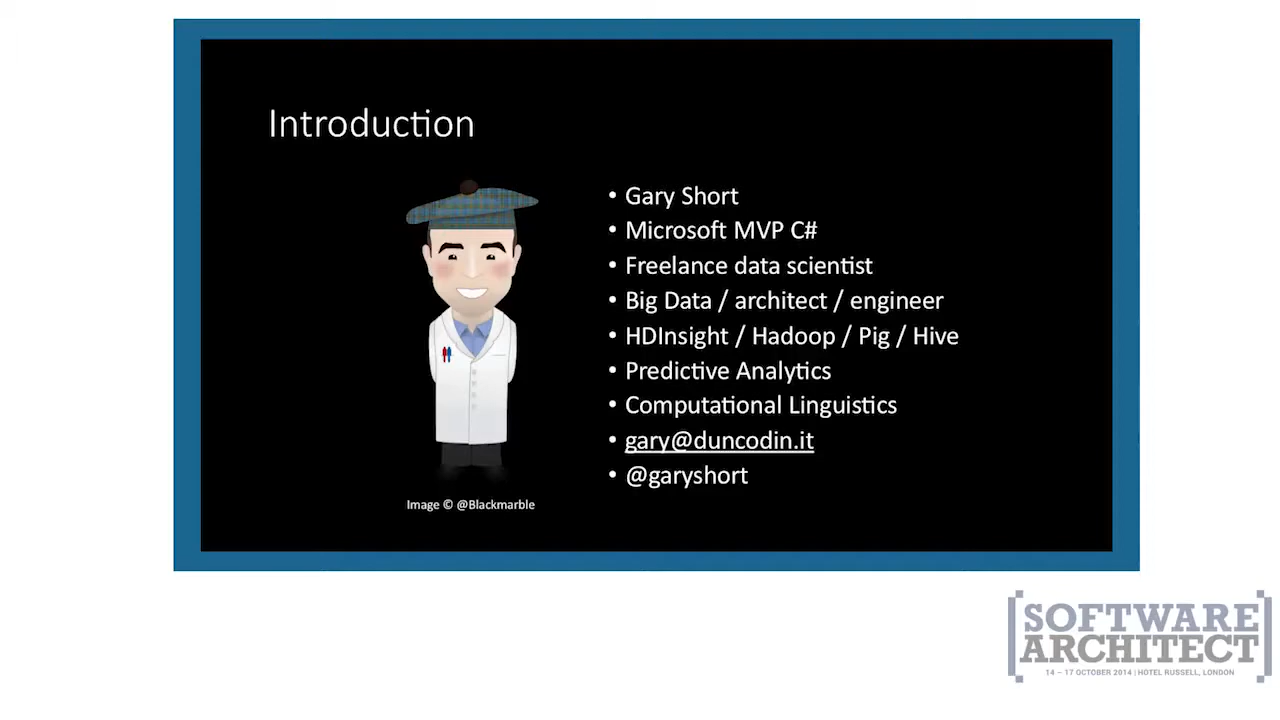 Introduction
• Gary Short
• Microsoft MVP C#
• Freelance data scientist
• Big Data / architect / engineer
• HDInsight / Hadoop / Pig / Hive
• Predictive Analytics
• Computational Linguistics
• gary@duncodin.it
• @garyshort
Image © @Blackmarble
SOFTWARE
ARCHITECT
14 – 17 OCTOBER 2014 | HOTEL RUSSELL, LONDON